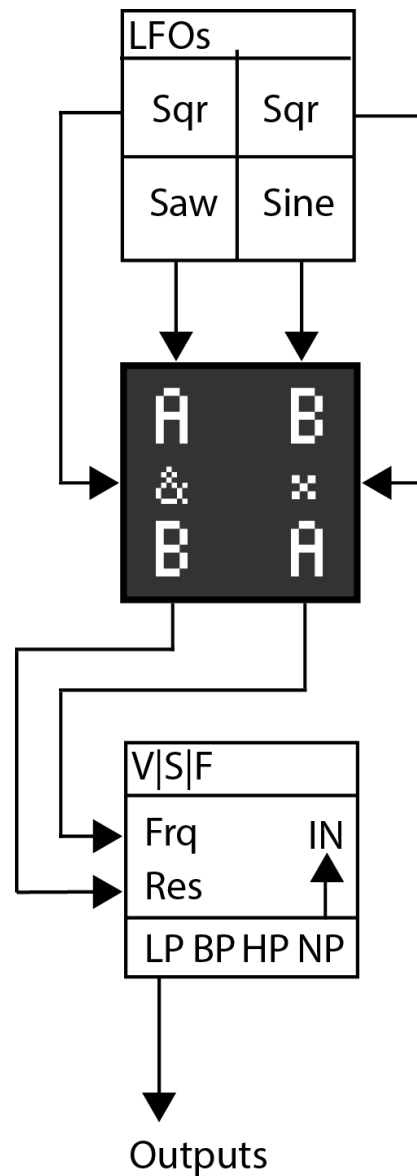 LFOs
Sqr Sqr
Saw Sine
A B
& ×
B A
V|S|F
Frq IN
Res
LP BP HP NP
Outputs